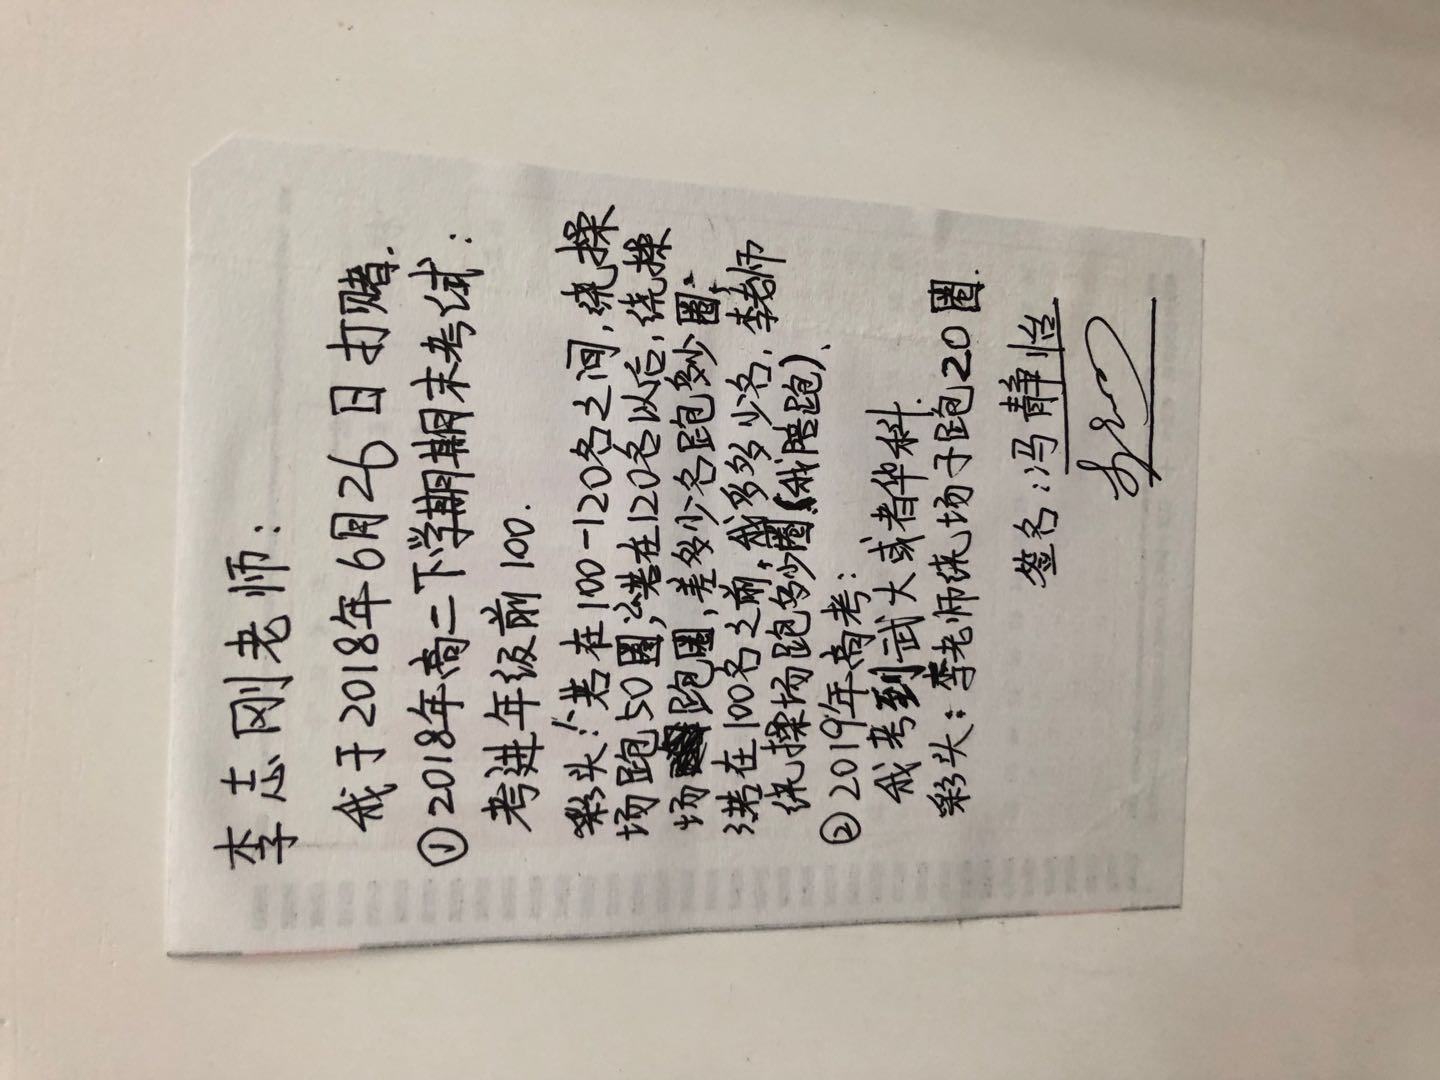 李志刚老师：
我于2018年6月26日打赌.
①2018年高二下学期期末考试：
考进年级前100.
彩头：1、若在100-120名之间，绕操
场跑50圈；2、若在120名以后，绕操
场跑圈，差多少名跑多少圈；
3若在100名之前，我多多少名，李老师
绕操场跑多少圈(我陪跑)、
②2019年高考：
我考到武大或者华科.
彩头：李老师绕场子跑20圈.
签名：冯静怡